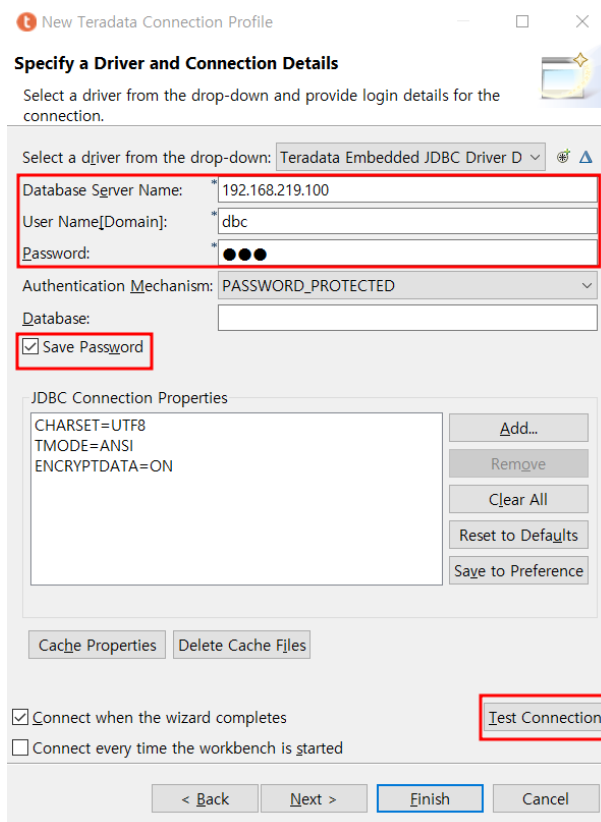 New Teradata Connection Profile
Specify a Driver and Connection Details
Select a driver from the drop-down and provide login details for the
connection.
Select a driver from the drop-down: Teradata Embedded JDBC Driver D
Database Server Name: * 192.168.219.100
User Name[Domain]: * dbc
Password: * ●●●
Authentication Mechanism: PASSWORD_PROTECTED
Database:
Save Password
JDBC Connection Properties
CHARSET=UTF8
TMODE=ANSI
ENCRYPTDATA=ON
Add...
Remove
Clear All
Reset to Defaults
Save to Preference
Cache Properties Delete Cache Files
Connect when the wizard completes
Test Connection
Connect every time the workbench is started
< Back Next > Finish Cancel